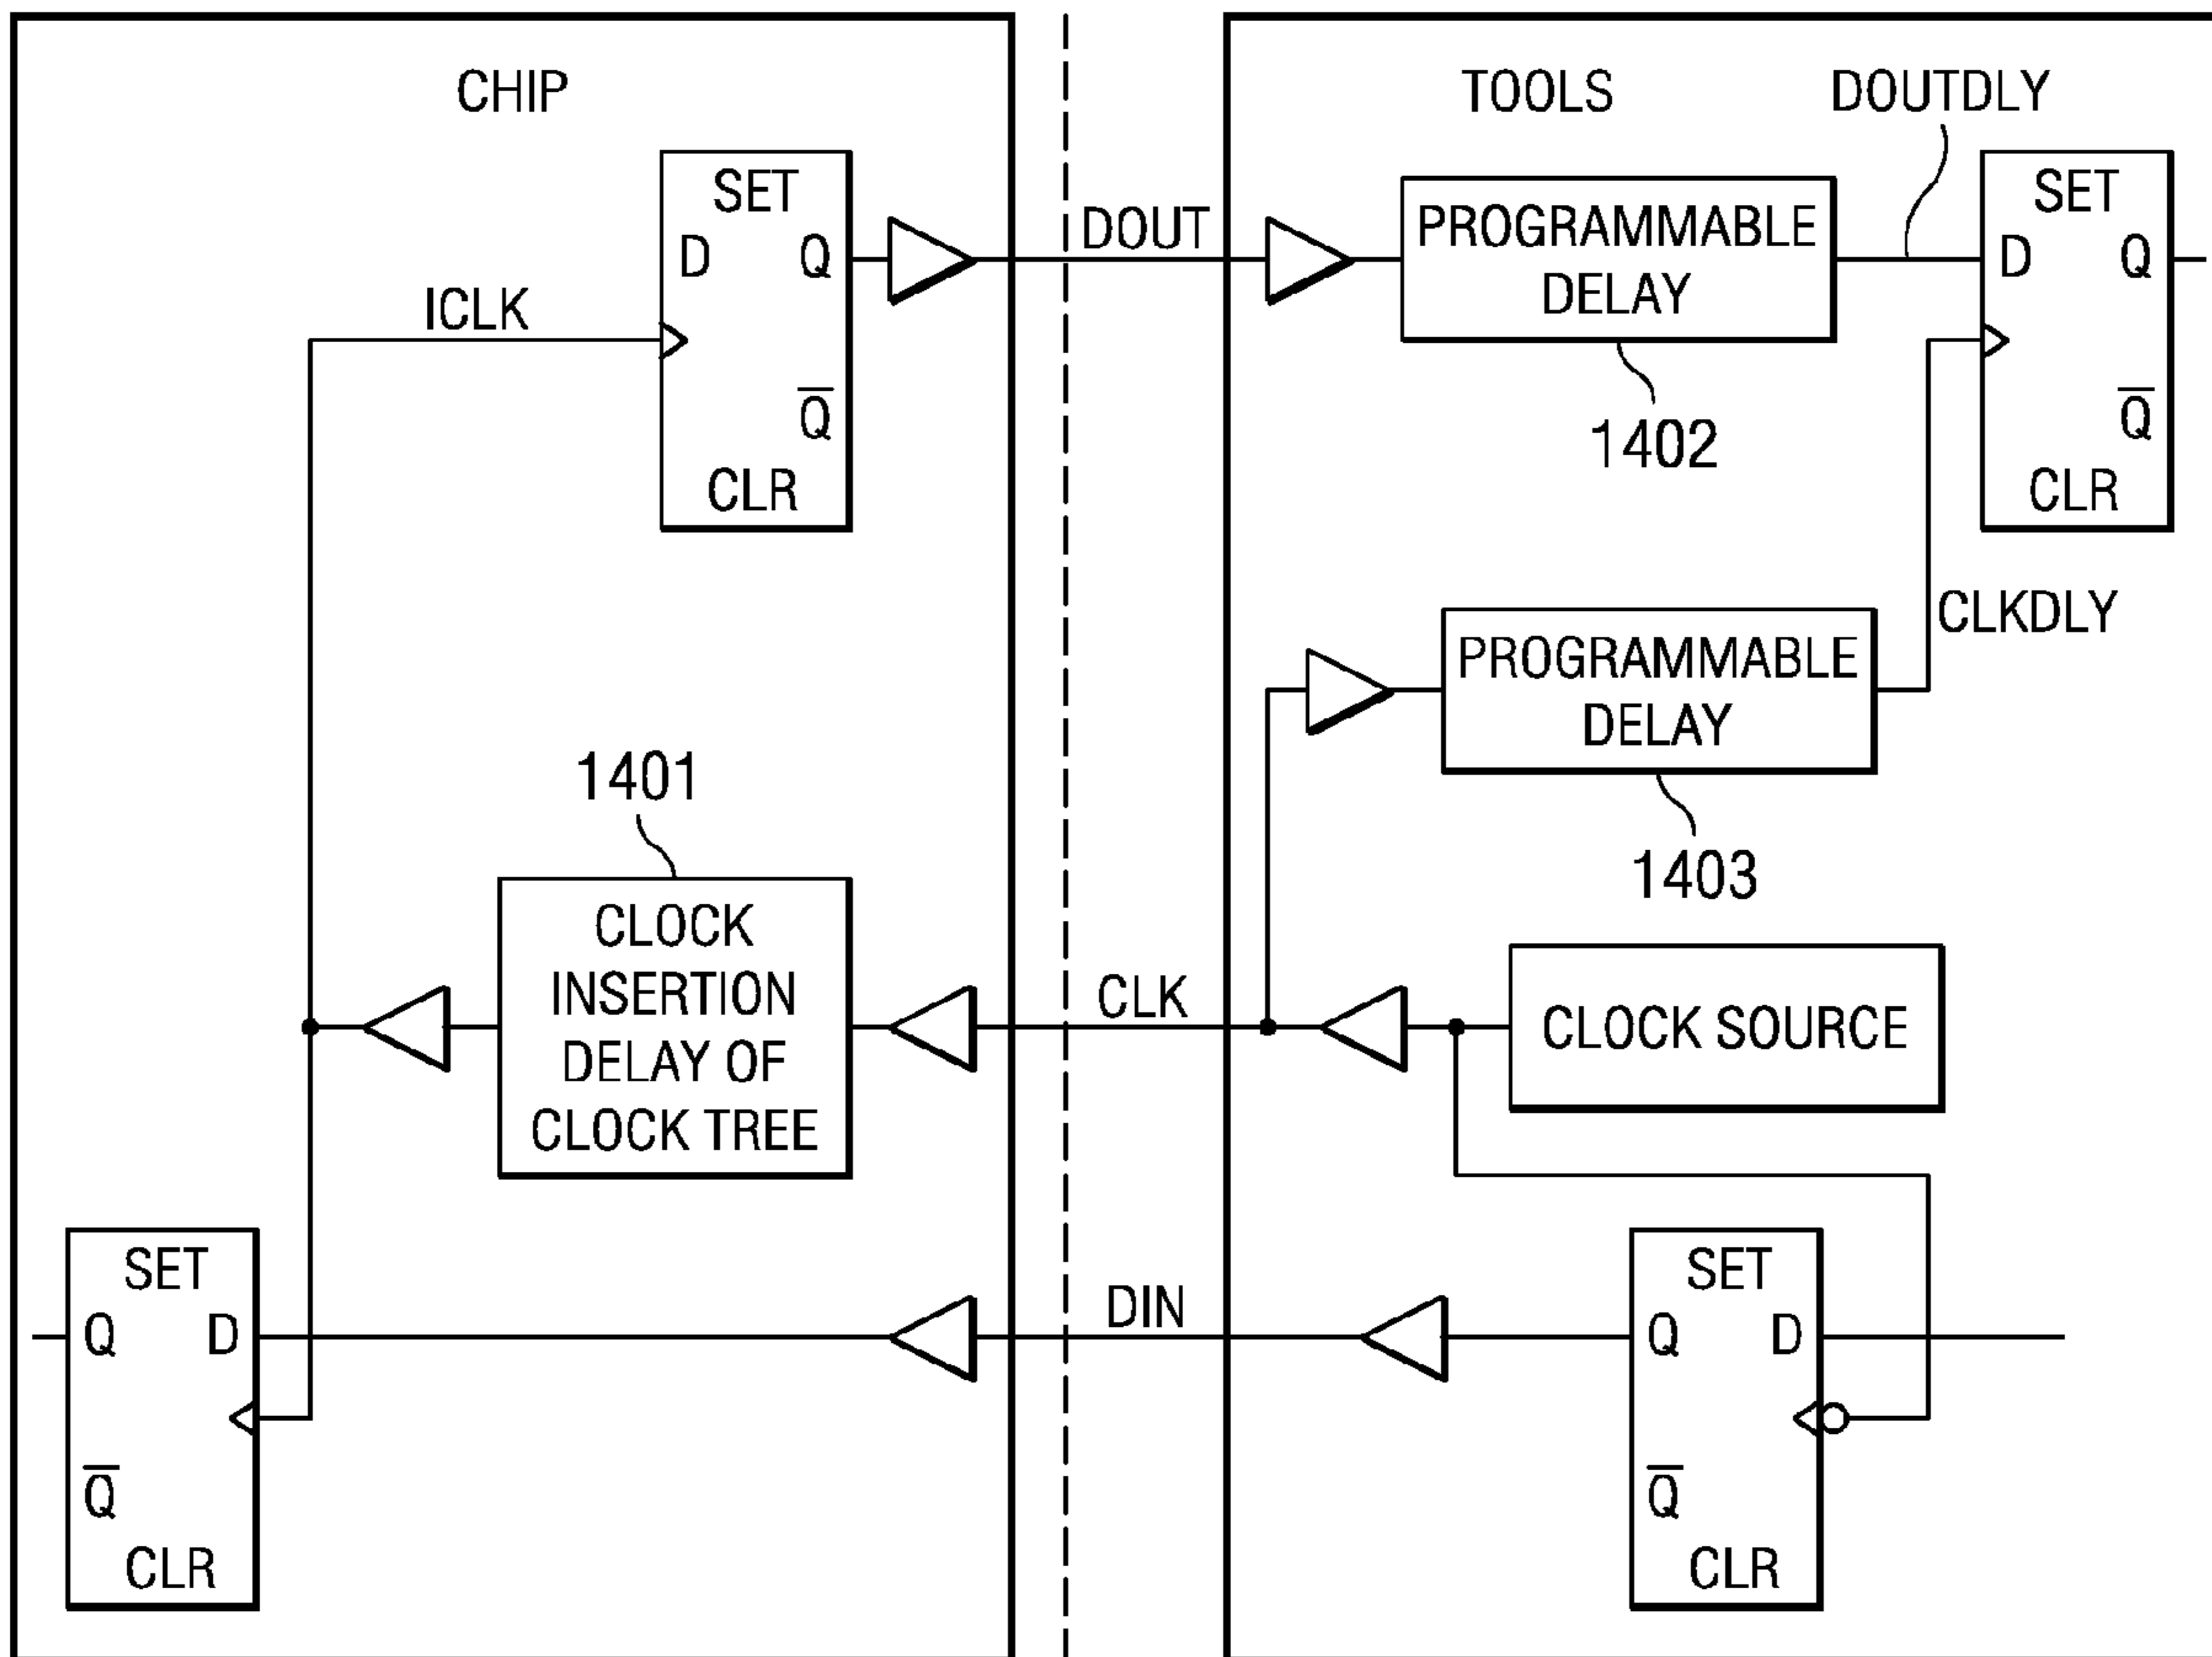 CHIP
TOOLS
DOUTDLY
SET
D
Q
Q̅
CLR
ICLK
DOUT
PROGRAMMABLE
DELAY
1402
SET
D
Q
Q̅
CLR
CLKDLY
PROGRAMMABLE
DELAY
1403
1401
CLOCK
INSERTION
DELAY OF
CLOCK TREE
CLK
CLOCK SOURCE
SET
Q
D
Q̅
CLR
DIN
SET
Q
D
Q̅
CLR